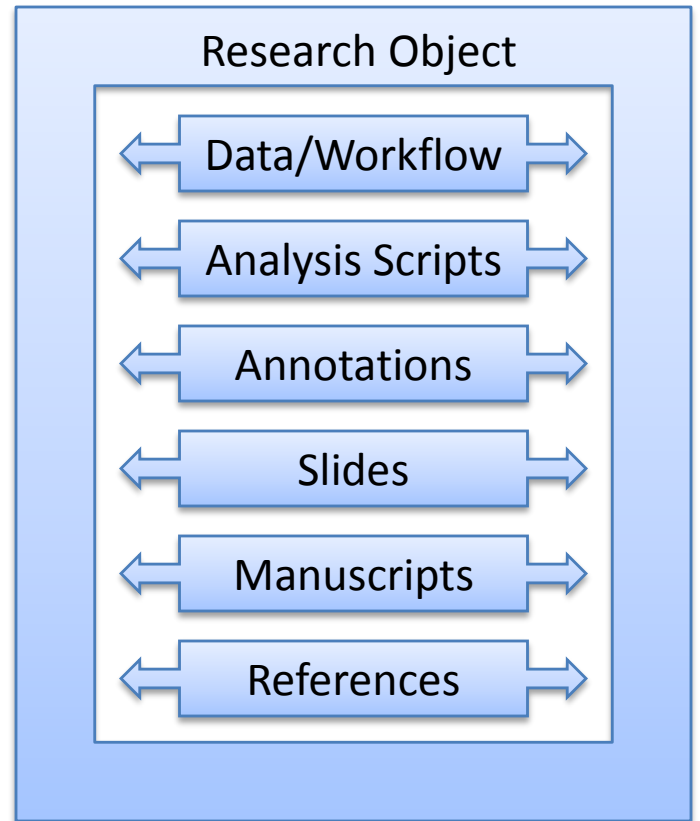 Research Object
Data/Workflow
Analysis Scripts
Annotations
Slides
Manuscripts
References